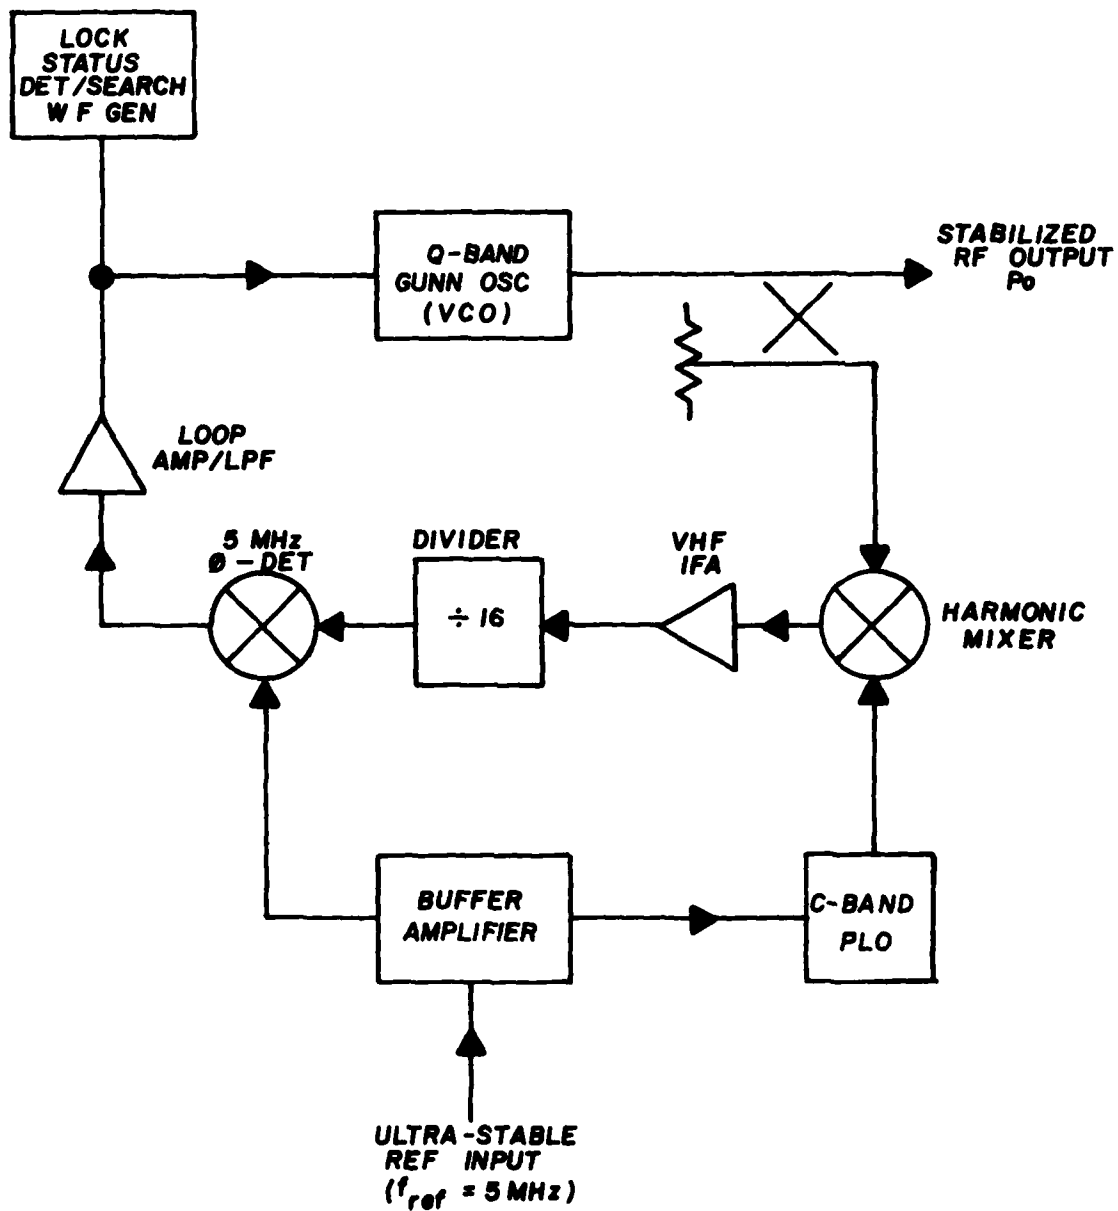 LOCK
STATUS
DET/SEARCH
W F GEN
Q-BAND
GUNN OSC
(VCO)
STABILIZED
RF OUTPUT
Po
LOOP
AMP/LPF
5 MHz
Ø-DET
DIVIDER
÷ 16
VHF
IFA
HARMONIC
MIXER
BUFFER
AMPLIFIER
C-BAND
PLO
ULTRA-STABLE
REF INPUT
(fref = 5 MHz)